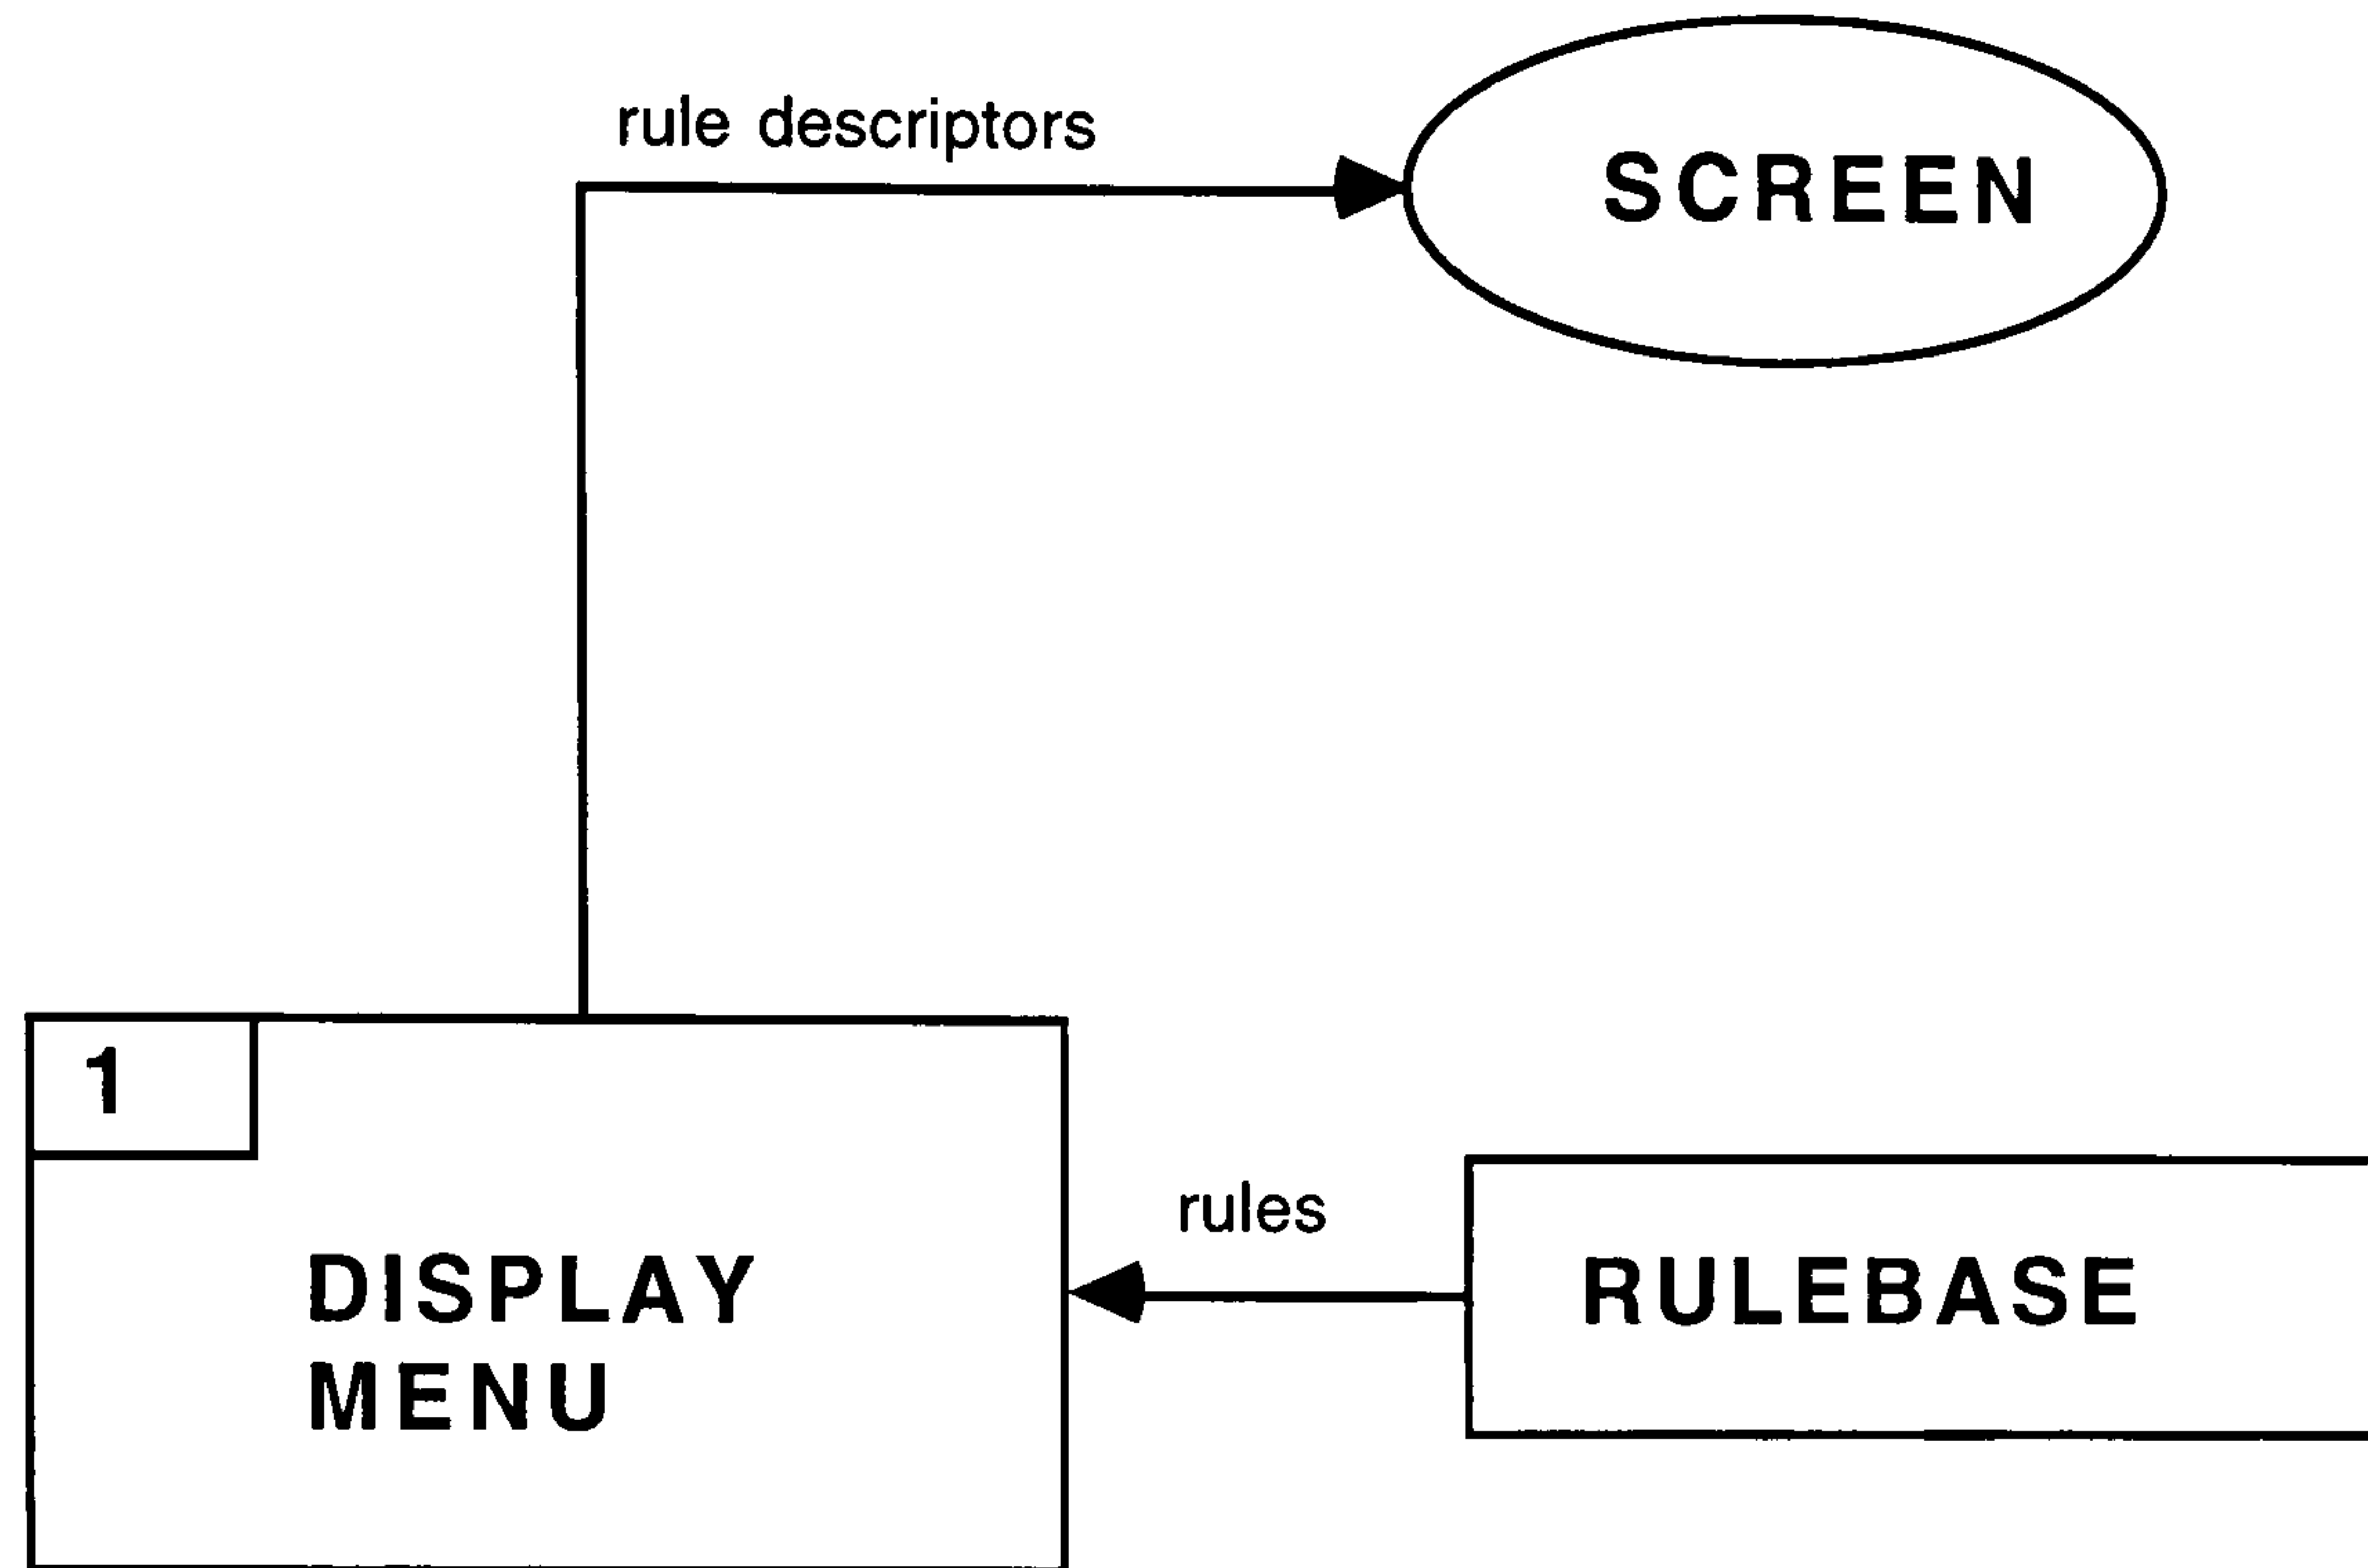 rule descriptors
SCREEN
1
rules
DISPLAY
MENU
RULEBASE